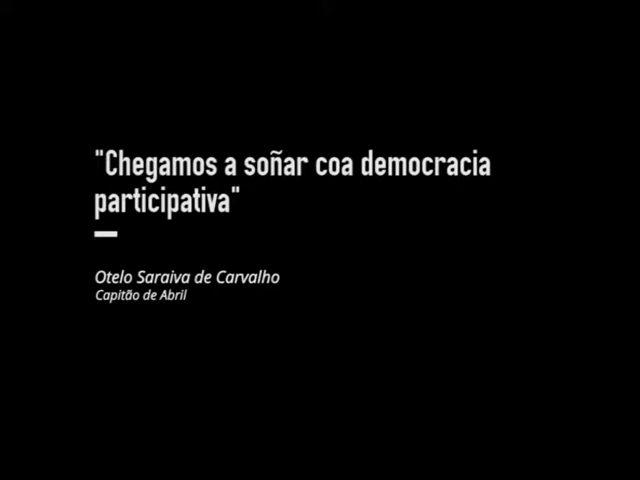 "Chegamos a soñar coa democracia
participativa"
Otelo Saraiva de Carvalho
Capitão de Abril